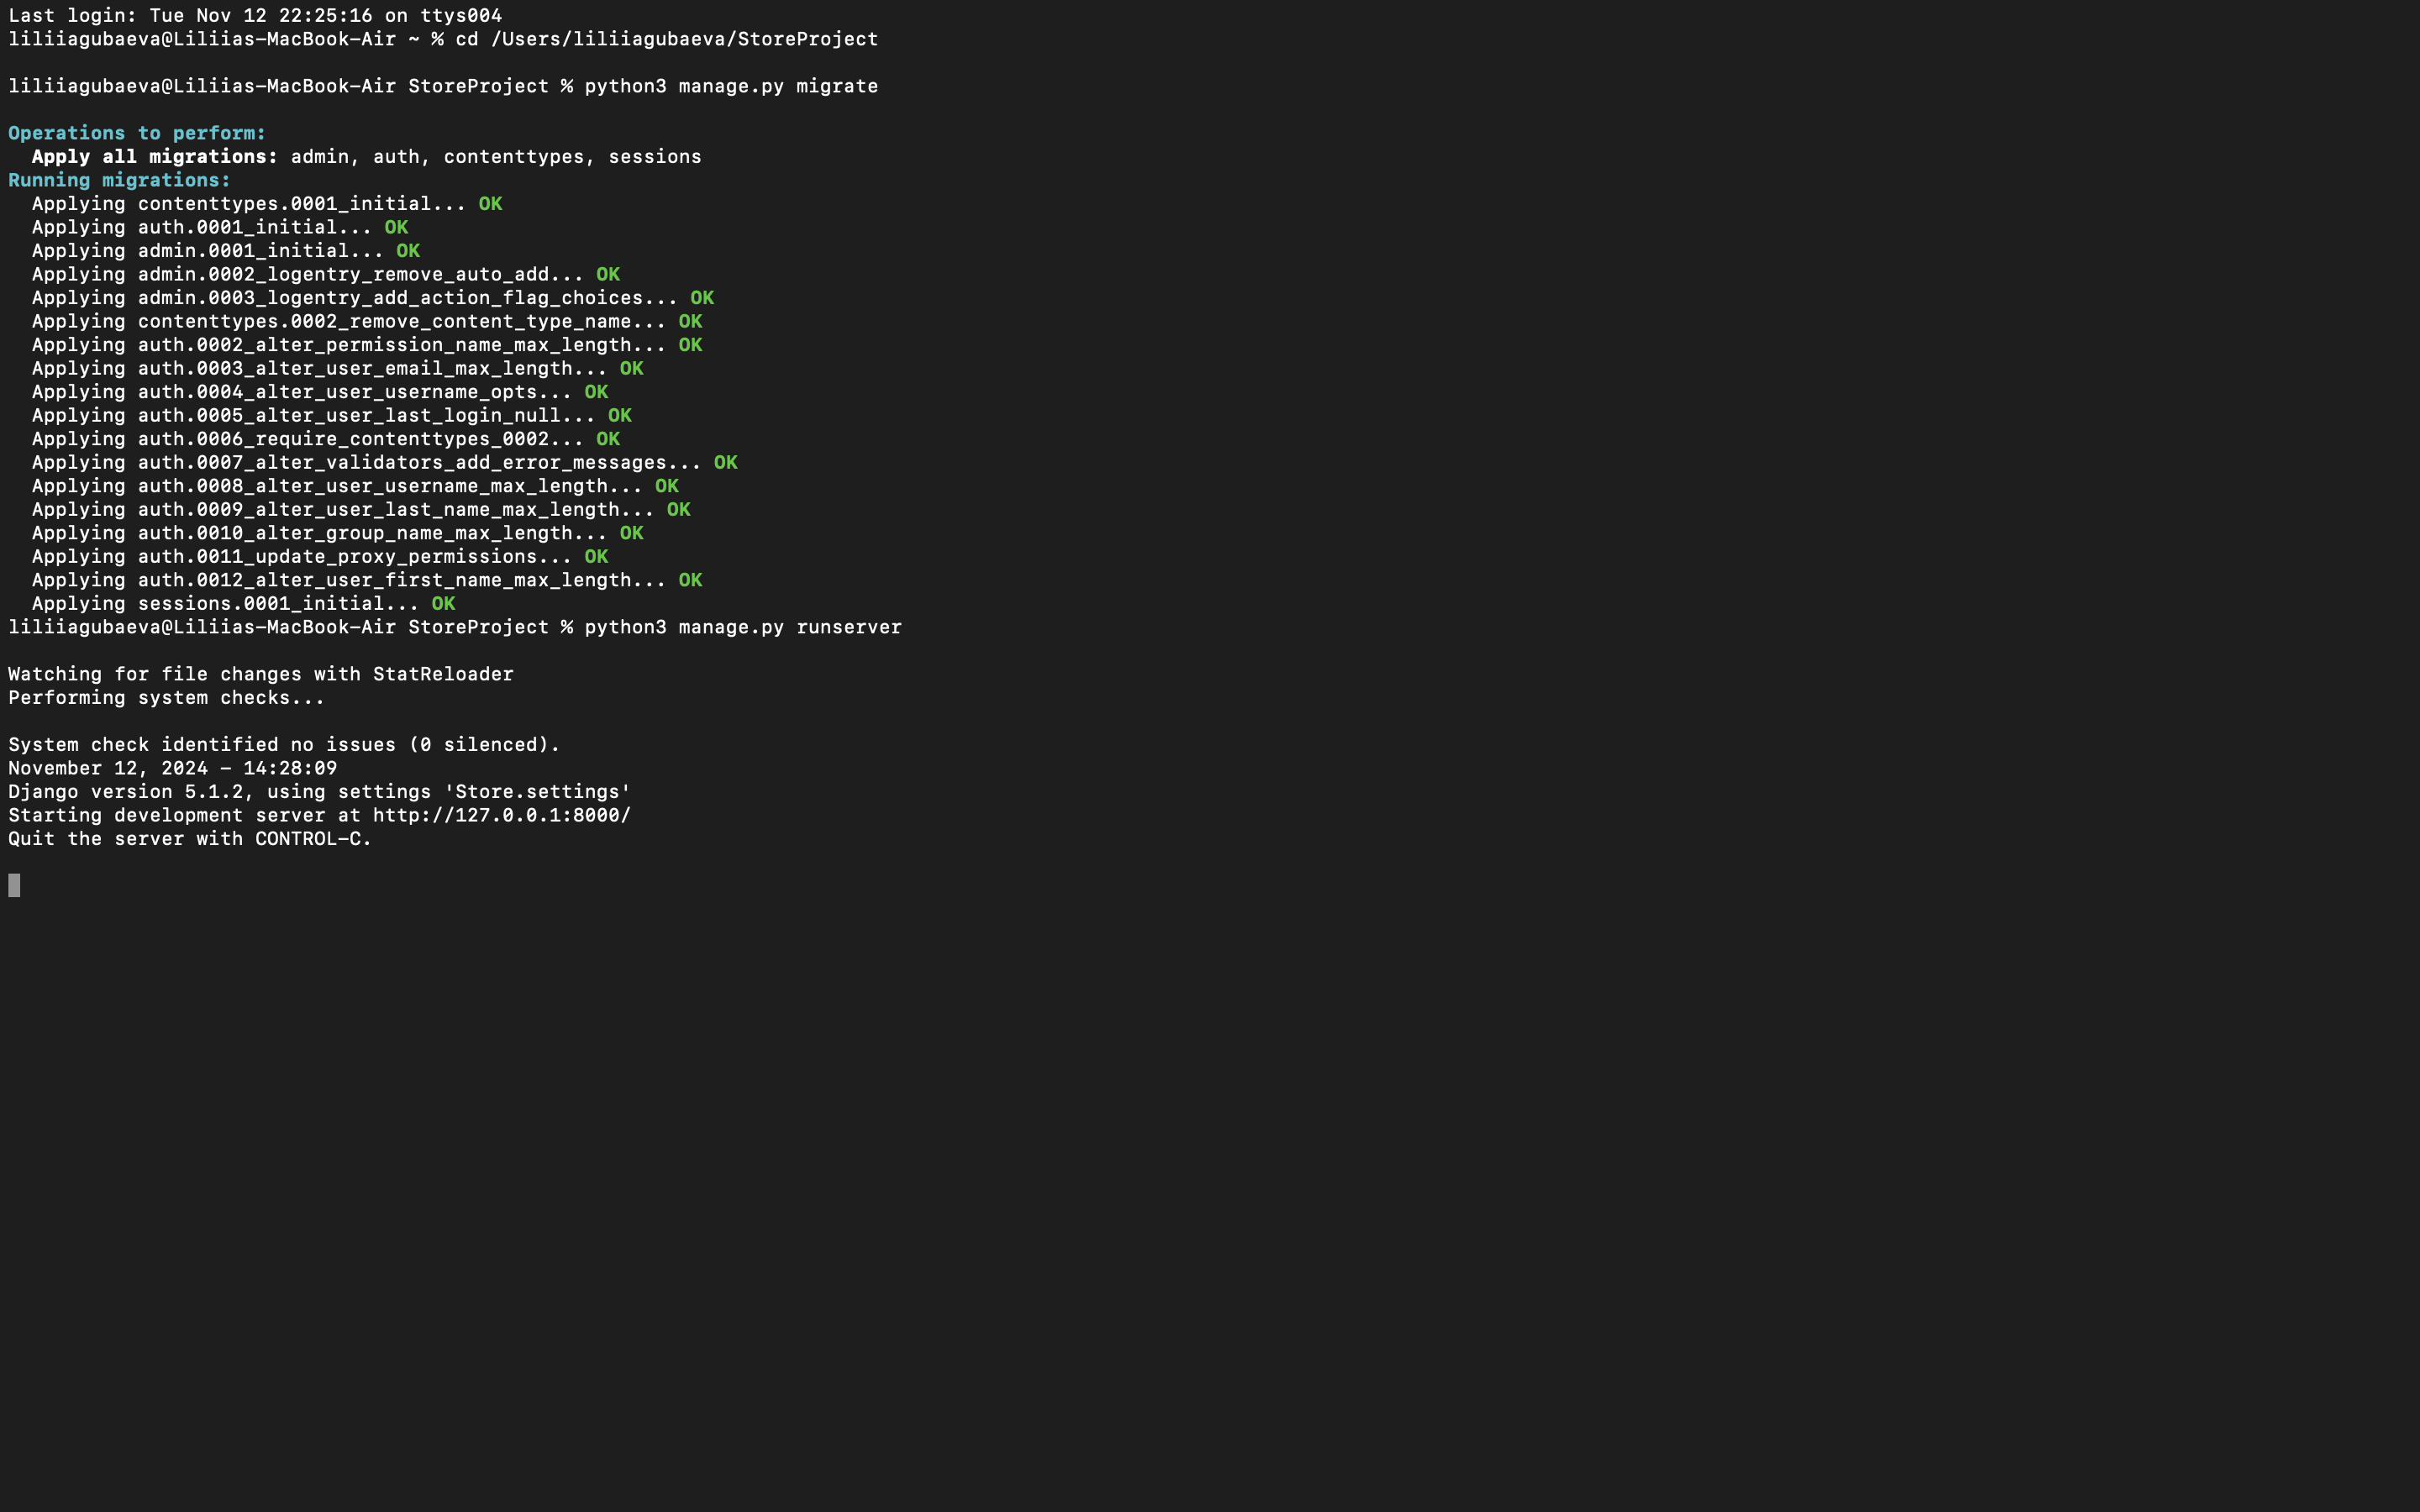 Last login: Tue Nov 12 22:25:16 on ttys004
liliiagubaeva@Liliias-MacBook-Air ~ % cd /Users/liliiagubaeva/StoreProject
liliiagubaeva@Liliias-MacBook-Air StoreProject % python3 manage.py migrate
Operations to perform:
  Apply all migrations: admin, auth, contenttypes, sessions
Running migrations:
  Applying contenttypes.0001_initial... OK
  Applying auth.0001_initial... OK
  Applying admin.0001_initial... OK
  Applying admin.0002_logentry_remove_auto_add... OK
  Applying admin.0003_logentry_add_action_flag_choices... OK
  Applying contenttypes.0002_remove_content_type_name... OK
  Applying auth.0002_alter_permission_name_max_length... OK
  Applying auth.0003_alter_user_email_max_length... OK
  Applying auth.0004_alter_user_username_opts... OK
  Applying auth.0005_alter_user_last_login_null... OK
  Applying auth.0006_require_contenttypes_0002... OK
  Applying auth.0007_alter_validators_add_error_messages... OK
  Applying auth.0008_alter_user_username_max_length... OK
  Applying auth.0009_alter_user_last_name_max_length... OK
  Applying auth.0010_alter_group_name_max_length... OK
  Applying auth.0011_update_proxy_permissions... OK
  Applying auth.0012_alter_user_first_name_max_length... OK
  Applying sessions.0001_initial... OK
liliiagubaeva@Liliias-MacBook-Air StoreProject % python3 manage.py runserver
Watching for file changes with StatReloader
Performing system checks...
System check identified no issues (0 silenced).
November 12, 2024 - 14:28:09
Django version 5.1.2, using settings 'Store.settings'
Starting development server at http://127.0.0.1:8000/
Quit the server with CONTROL-C.